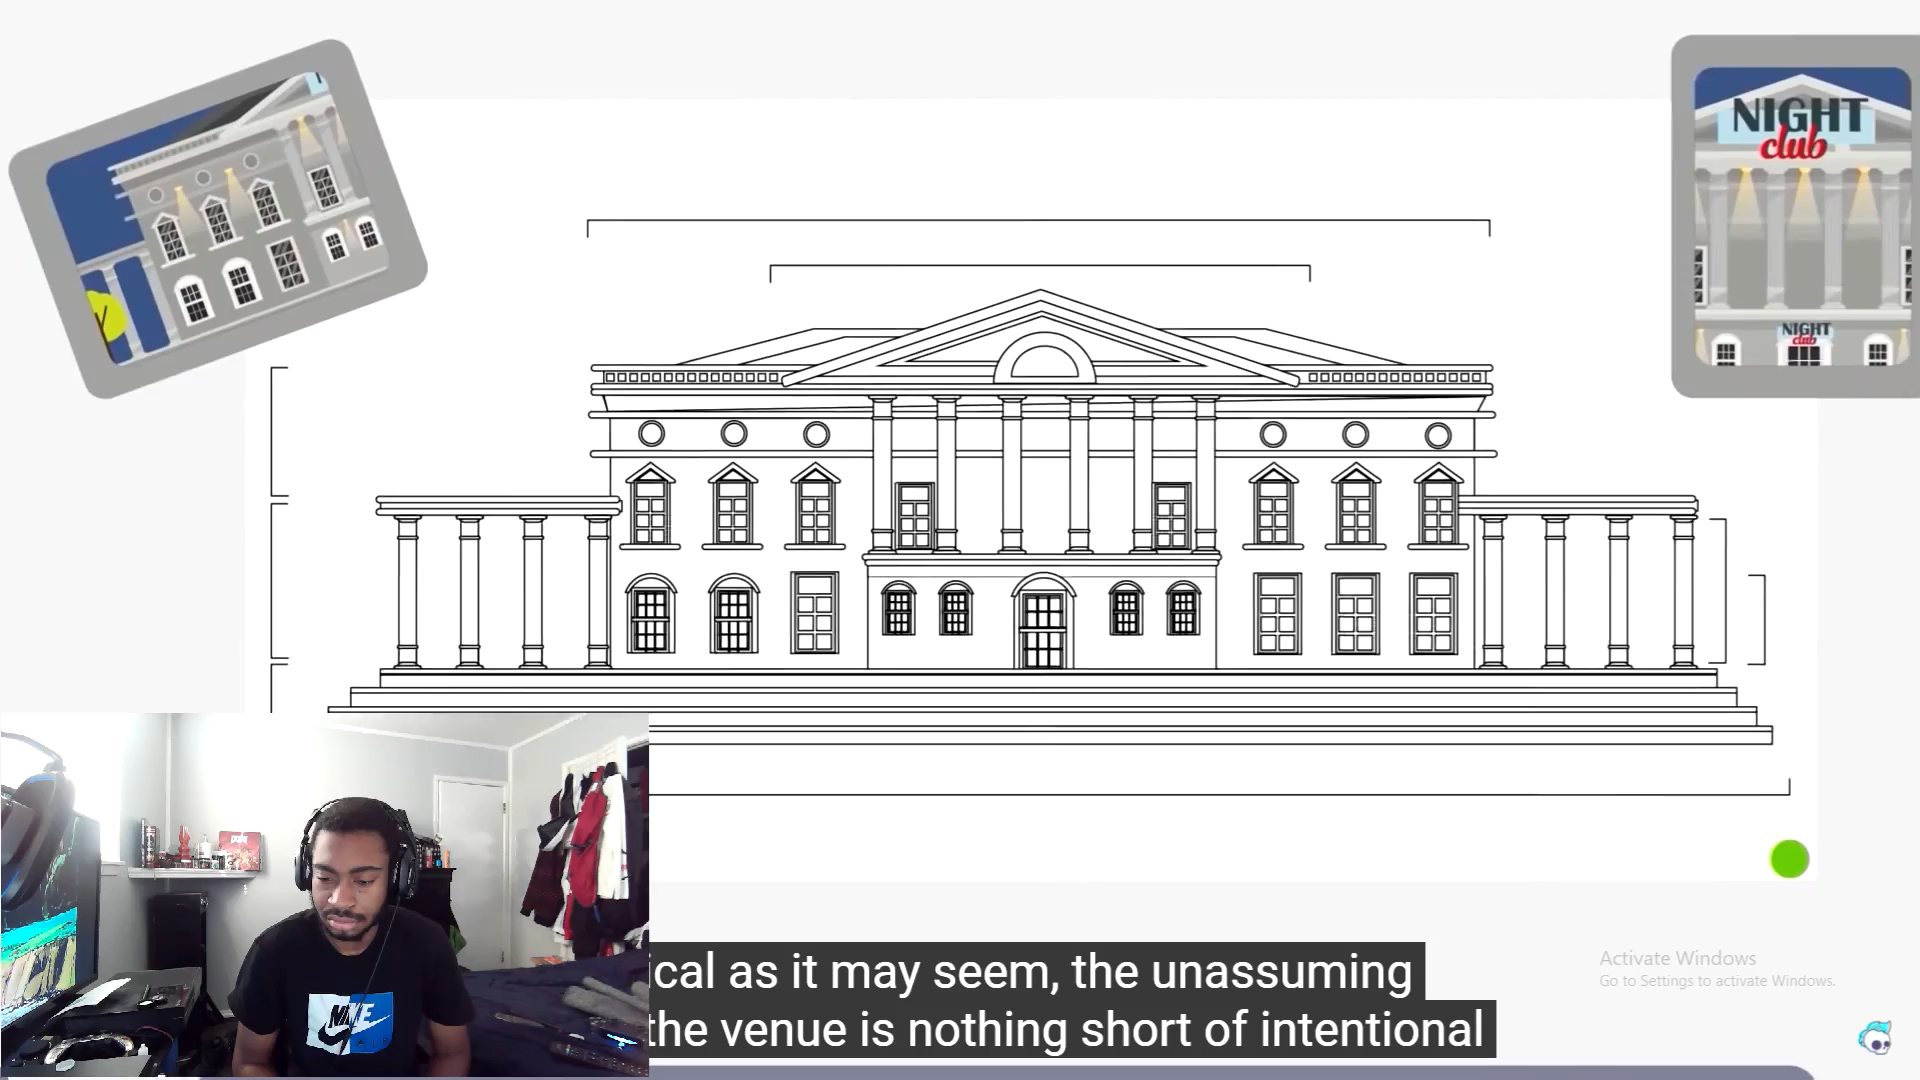 NIGHT
club
NIGHT
club
ical as it may seem, the unassuming
the venue is nothing short of intentional
Activate Windows
Go to Settings to activate Windows.
NIKE
AIR